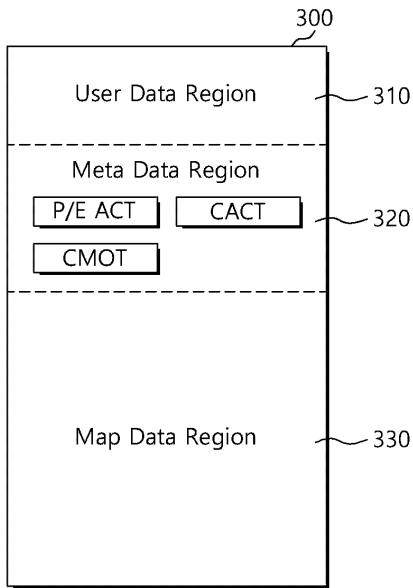 300
User Data Region
310
Meta Data Region
P/E ACT
CACT
320
CMOT
Map Data Region
330